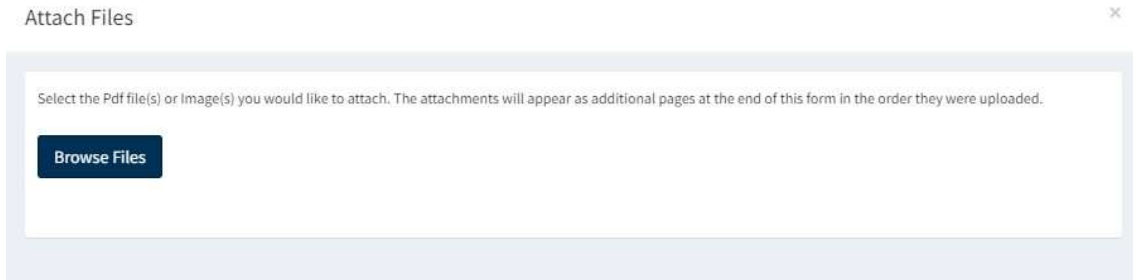 Attach Files
×
Select the Pdf file(s) or Image(s) you would like to attach. The attachments will appear as additional pages at the end of this form in the order they were uploaded.
Browse Files